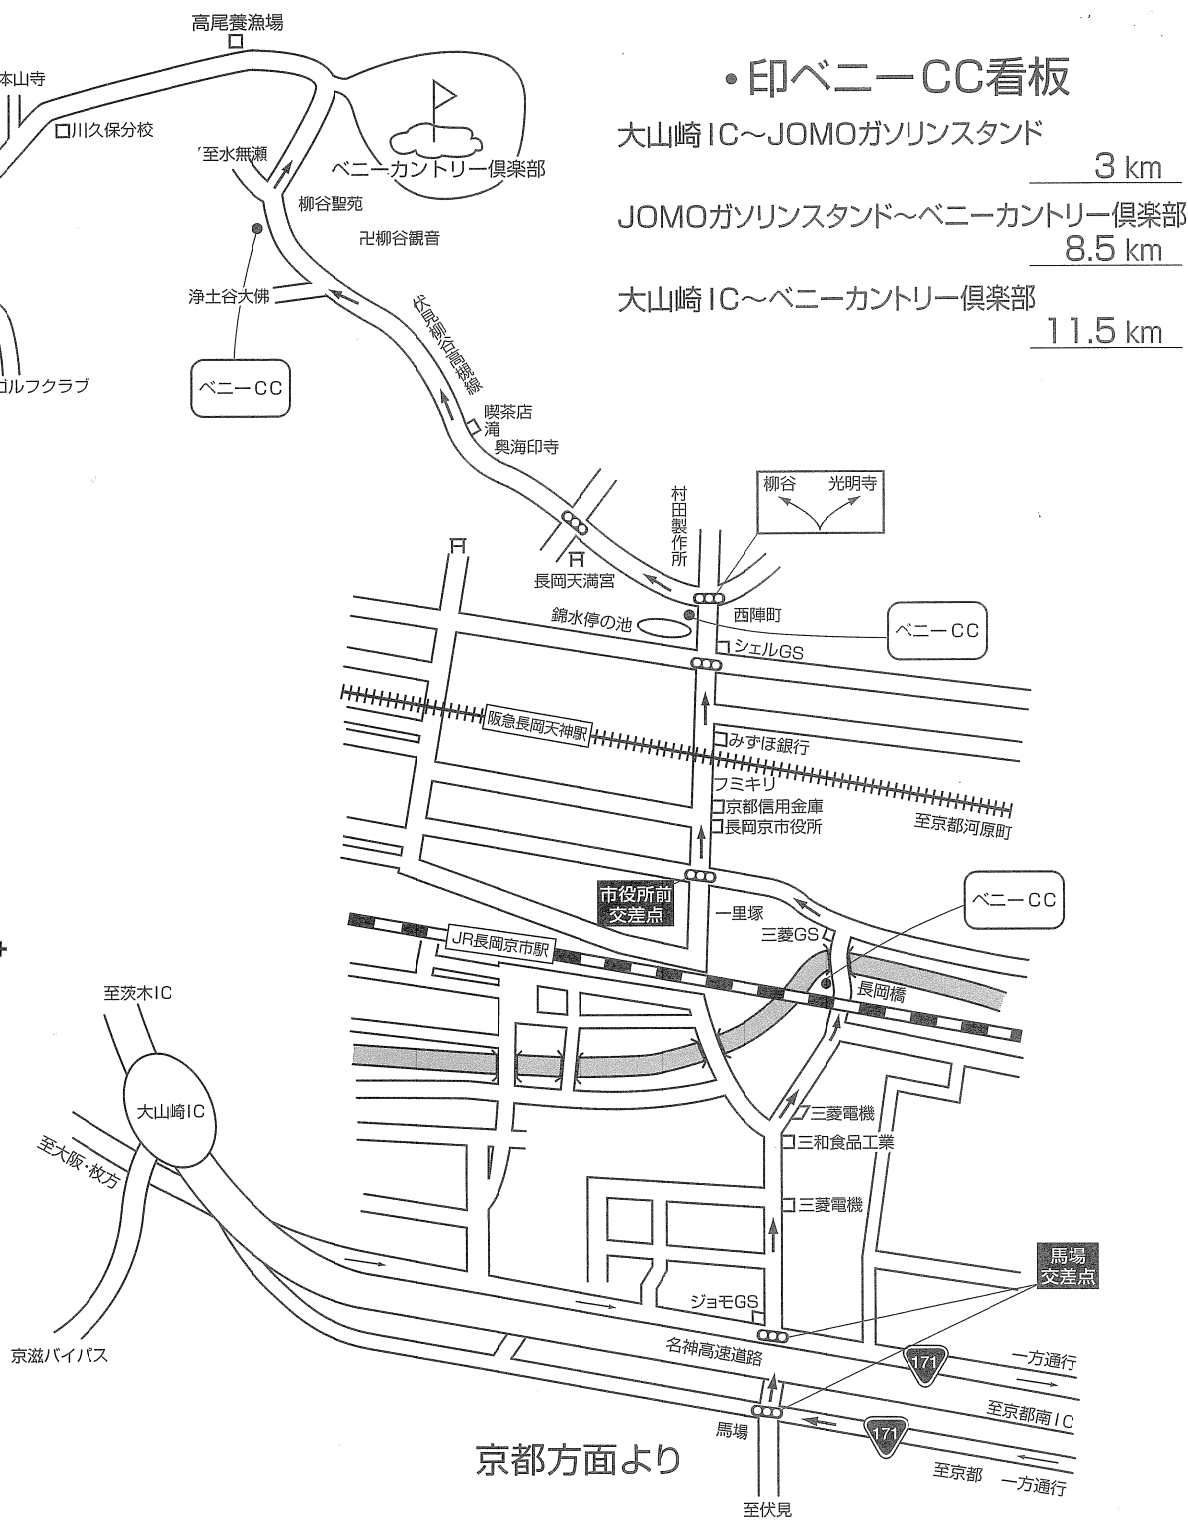 高尾養漁場
本山寺
川久保分校
至水無瀬
ベニーカントリー倶楽部
柳谷聖苑
卍柳谷観音
浄土谷大佛
ベニーCC
ゴルフクラブ
伏見柳谷高槻線
喫茶店
滝
奥海印寺
•印ベニーCC看板
大山崎IC〜JOMOガソリンスタンド
3 km
JOMOガソリンスタンド〜ベニーカントリー倶楽部
8.5 km
大山崎IC〜ベニーカントリー倶楽部
11.5 km
柳谷 光明寺
村田製作所
長岡天満宮
錦水停の池
西陣町
ベニーCC
シェルGS
阪急長岡天神駅
みずほ銀行
フミキリ
京都信用金庫
長岡京市役所
至京都河原町
市役所前
交差点
一里塚
三菱GS
ベニーCC
JR長岡京市駅
長岡橋
至茨木IC
大山崎IC
至大阪・枚方
京滋バイパス
三菱電機
三和食品工業
三菱電機
馬場
交差点
ジョモGS
名神高速道路
171
一方通行
至京都南IC
馬場
171
至京都
一方通行
京都方面より
至伏見